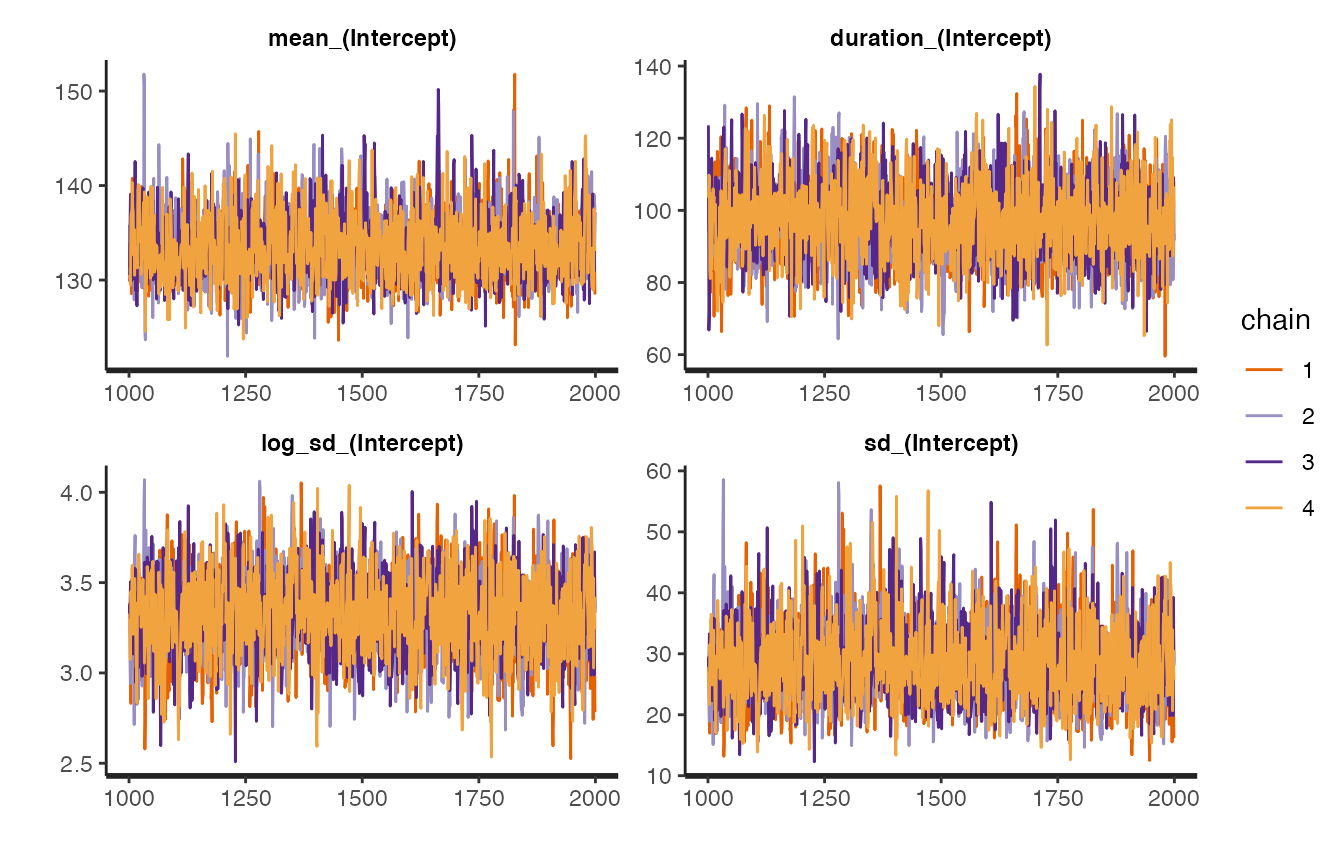 mean_(Intercept)
150
140
130
1000 1250 1500 1750 2000
duration_(Intercept)
140
120
100
80
60
1000 1250 1500 1750 2000
log_sd_(Intercept)
4.0
3.5
3.0
2.5
1000 1250 1500 1750 2000
sd_(Intercept)
60
50
40
30
20
10
1000 1250 1500 1750 2000
chain
1
2
3
4